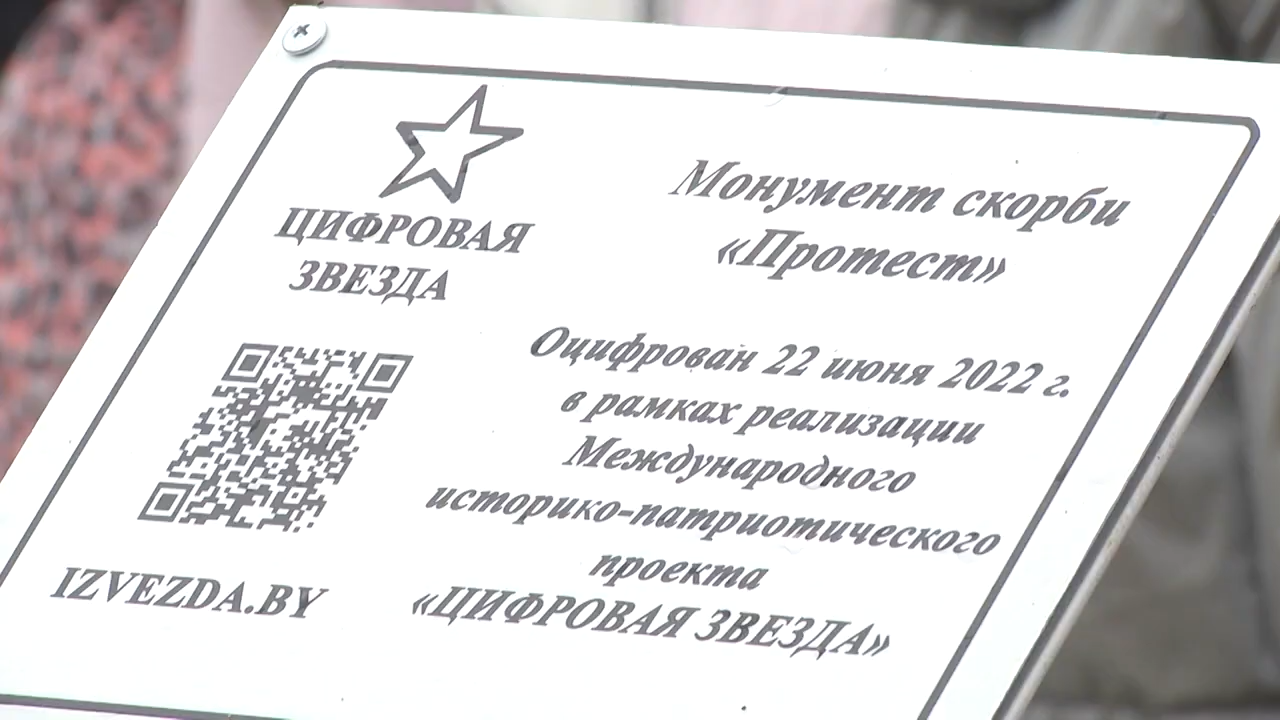 ЦИФРОВАЯ
ЗВЕЗДА
IZVEZDA.BY
Монумент скорби
«Протест»
Оцифрован 22 июня 2022 г.
в рамках реализации
Международного
историко-патриотического
проекта
«ЦИФРОВАЯ ЗВЕЗДА»